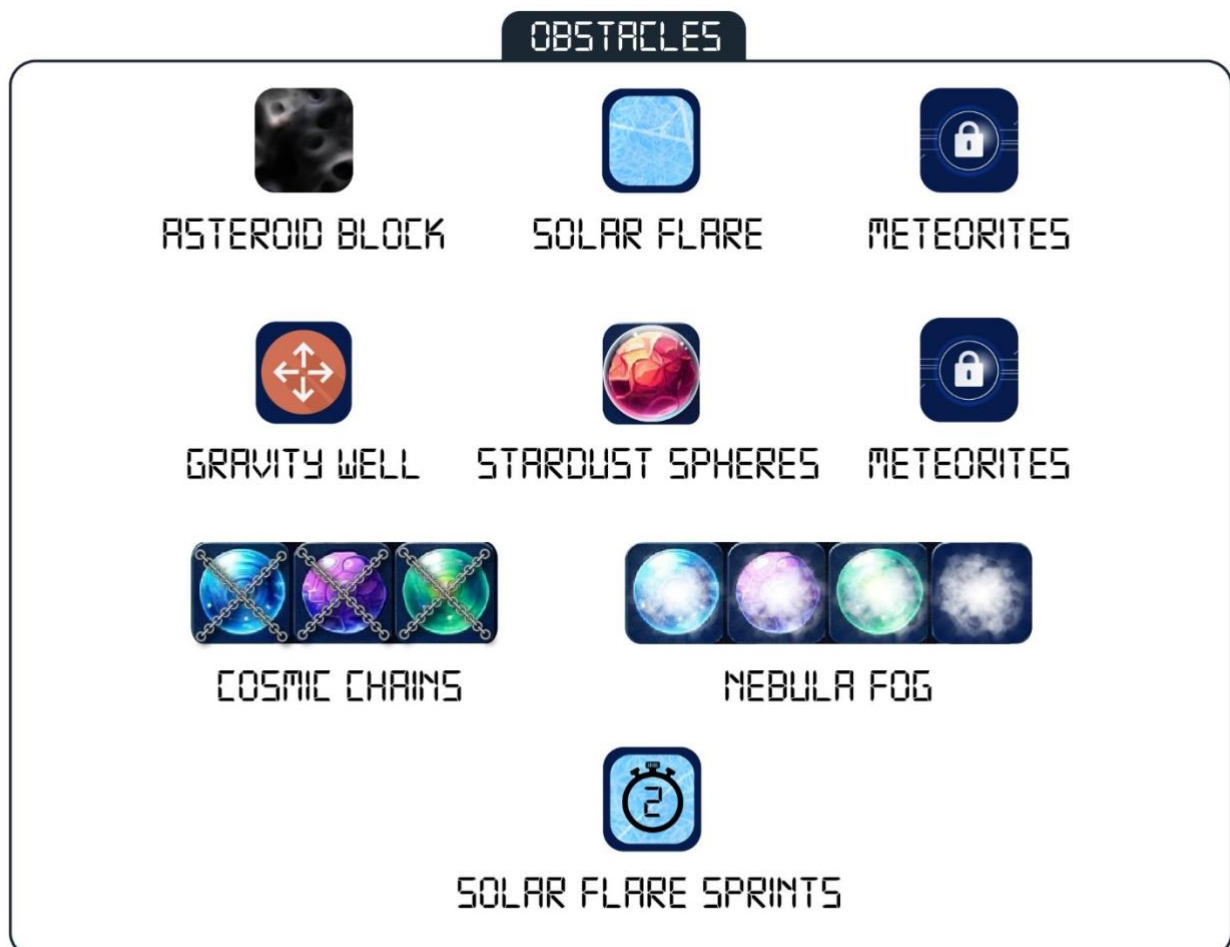 OBSTACLES
ASTEROID BLOCK SOLAR FLARE METEORITES
GRAVITY WELL STARDUST SPHERES METEORITES
COSMIC CHAINS NEBULA FOG
2
SOLAR FLARE SPRINTS